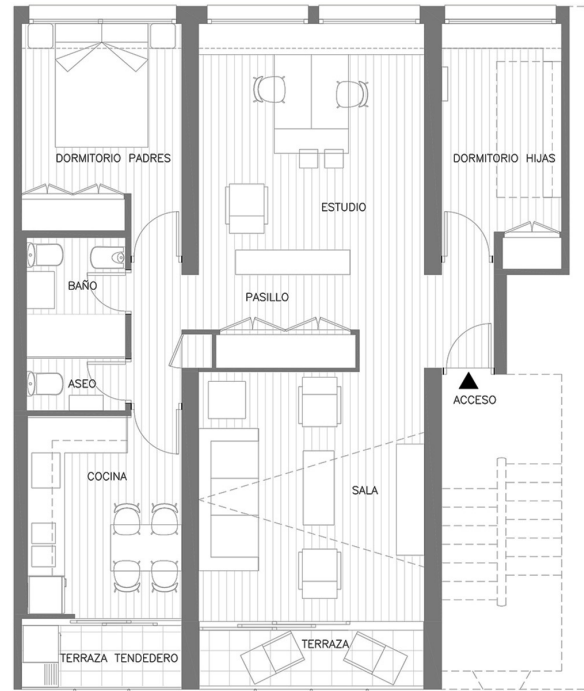 DORMITORIO PADRES
DORMITORIO HIJAS
ESTUDIO
BAÑO
PASILLO
ASEO
ACCESO
COCINA
SALA
TERRAZA
TERRAZA TENDEDERO